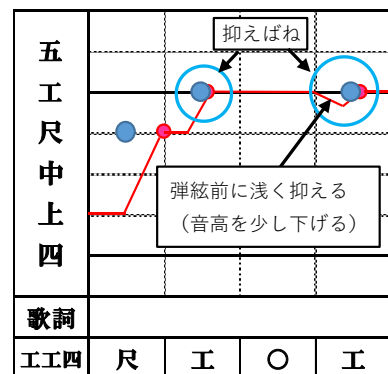 抑えばね
五
工
尺
中
上
四
弾絃前に浅く抑える
（音高を少し下げる）
歌詞
工工四 尺 工 〇 工